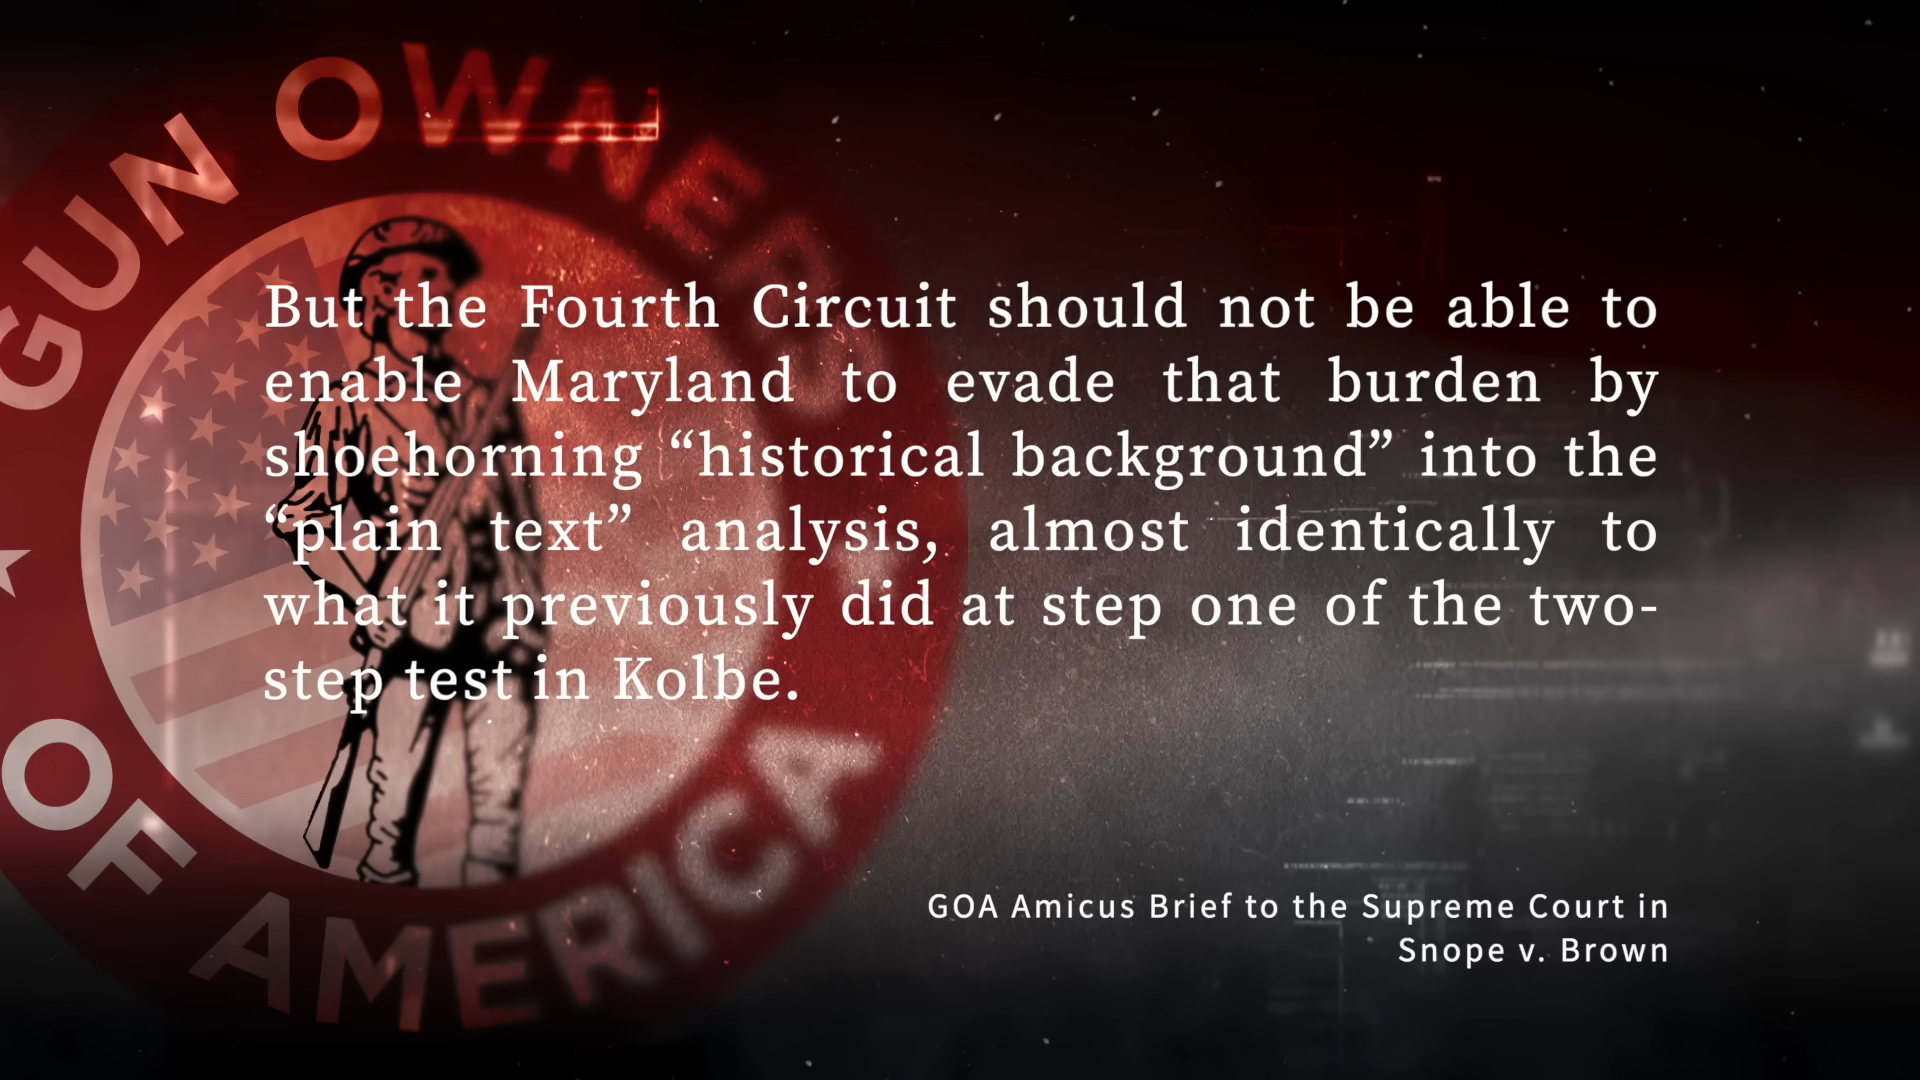 GUN OWNERS
But the Fourth Circuit should not be able to
enable Maryland to evade that burden by
shoehorning “historical background” into the
“plain text” analysis, almost identically to
what it previously did at step one of the two-
step test in Kolbe.
OF AMERICA
GOA Amicus Brief to the Supreme Court in
Snope v. Brown